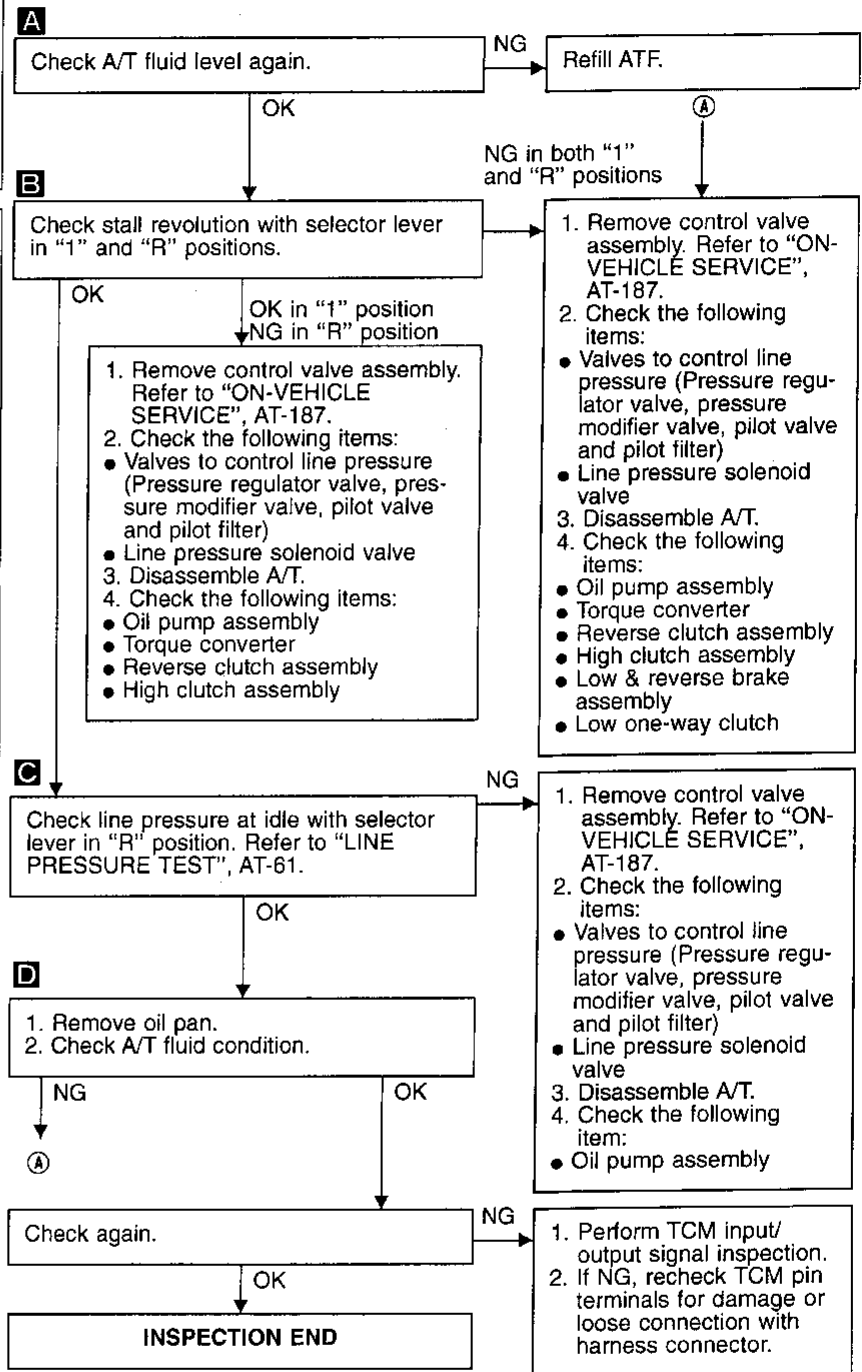 A
Check A/T fluid level again.
NG
Refill ATF.
OK
A
NG in both "1"
and "R" positions
B
Check stall revolution with selector lever
in "1" and "R" positions.
OK
OK in "1" position
NG in "R" position
1. Remove control valve assembly.
Refer to "ON-VEHICLE
SERVICE", AT-187.
2. Check the following items:
● Valves to control line pressure
(Pressure regulator valve, pres-
sure modifier valve, pilot valve
and pilot filter)
● Line pressure solenoid valve
3. Disassemble A/T.
4. Check the following items:
● Oil pump assembly
● Torque converter
● Reverse clutch assembly
● High clutch assembly
1. Remove control valve
assembly. Refer to "ON-
VEHICLE SERVICE",
AT-187.
2. Check the following
items:
● Valves to control line
pressure (Pressure regu-
lator valve, pressure
modifier valve, pilot valve
and pilot filter)
● Line pressure solenoid
valve
3. Disassemble A/T.
4. Check the following
items:
● Oil pump assembly
● Torque converter
● Reverse clutch assembly
● High clutch assembly
● Low & reverse brake
assembly
● Low one-way clutch
C
Check line pressure at idle with selector
lever in "R" position. Refer to "LINE
PRESSURE TEST", AT-61.
NG
OK
1. Remove control valve
assembly. Refer to "ON-
VEHICLE SERVICE",
AT-187.
2. Check the following
items:
● Valves to control line
pressure (Pressure regu-
lator valve, pressure
modifier valve, pilot valve
and pilot filter)
● Line pressure solenoid
valve
3. Disassemble A/T.
4. Check the following
item:
● Oil pump assembly
D
1. Remove oil pan.
2. Check A/T fluid condition.
NG
OK
A
Check again.
NG
OK
1. Perform TCM input/
output signal inspection.
2. If NG, recheck TCM pin
terminals for damage or
loose connection with
harness connector.
INSPECTION END